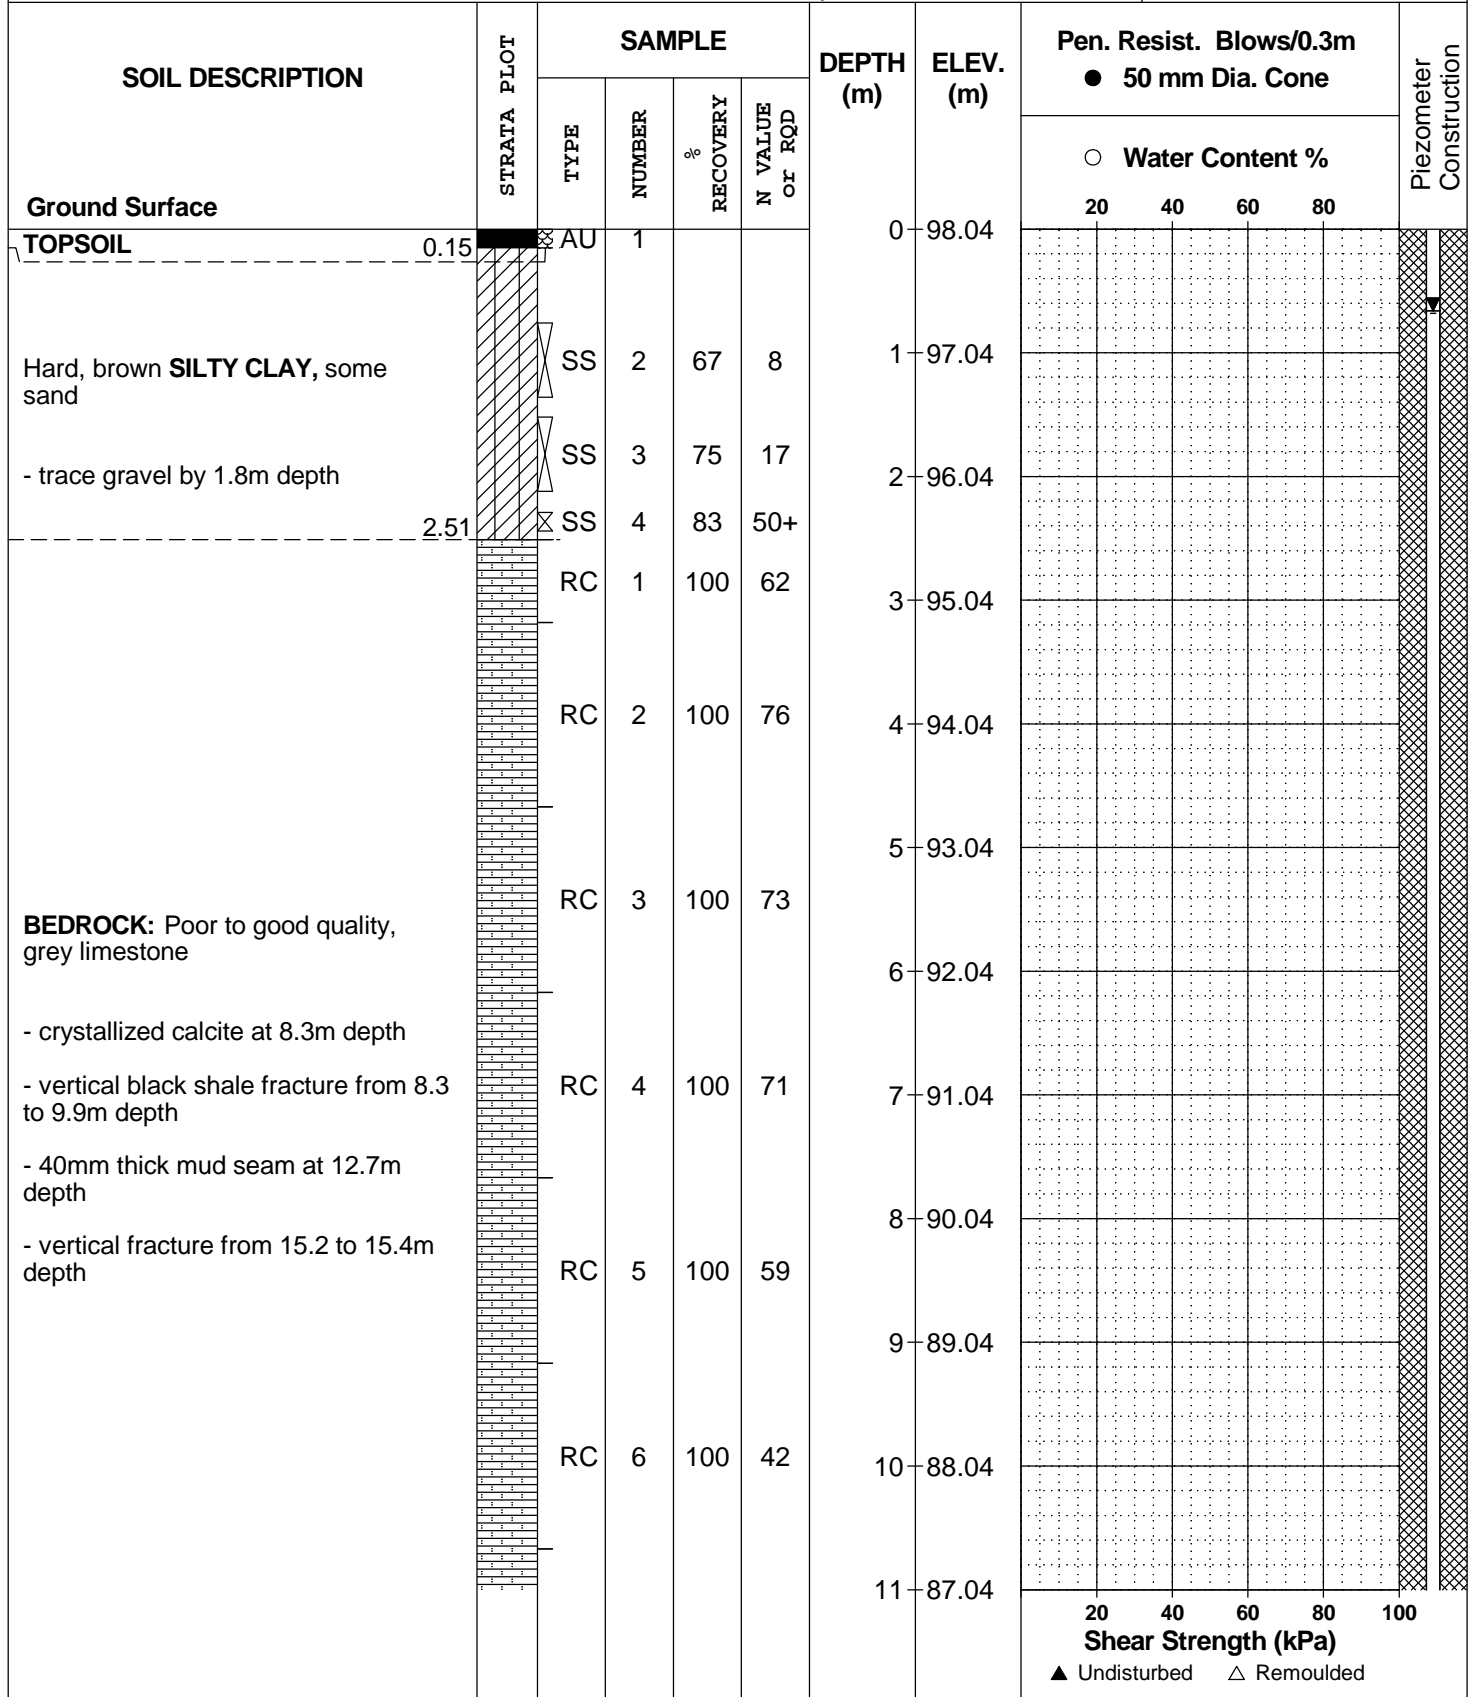 SOIL DESCRIPTION
STRATA PLOT
SAMPLE
TYPE
NUMBER
% RECOVERY
N VALUE or RQD
DEPTH (m)
ELEV. (m)
Pen. Resist. Blows/0.3m
● 50 mm Dia. Cone
○ Water Content %
Piezometer Construction
20 40 60 80
Ground Surface
0 98.04
TOPSOIL 0.15 AU 1
Hard, brown SILTY CLAY, some
sand
SS 2 67 8
1 97.04
- trace gravel by 1.8m depth
SS 3 75 17
2 96.04
2.51 SS 4 83 50+
RC 1 100 62
3 95.04
RC 2 100 76
4 94.04
5 93.04
RC 3 100 73
BEDROCK: Poor to good quality,
grey limestone
6 92.04
- crystallized calcite at 8.3m depth
- vertical black shale fracture from 8.3
to 9.9m depth
RC 4 100 71
7 91.04
- 40mm thick mud seam at 12.7m
depth
8 90.04
- vertical fracture from 15.2 to 15.4m
depth
RC 5 100 59
9 89.04
RC 6 100 42
10 88.04
11 87.04
20 40 60 80 100
Shear Strength (kPa)
▲ Undisturbed △ Remoulded